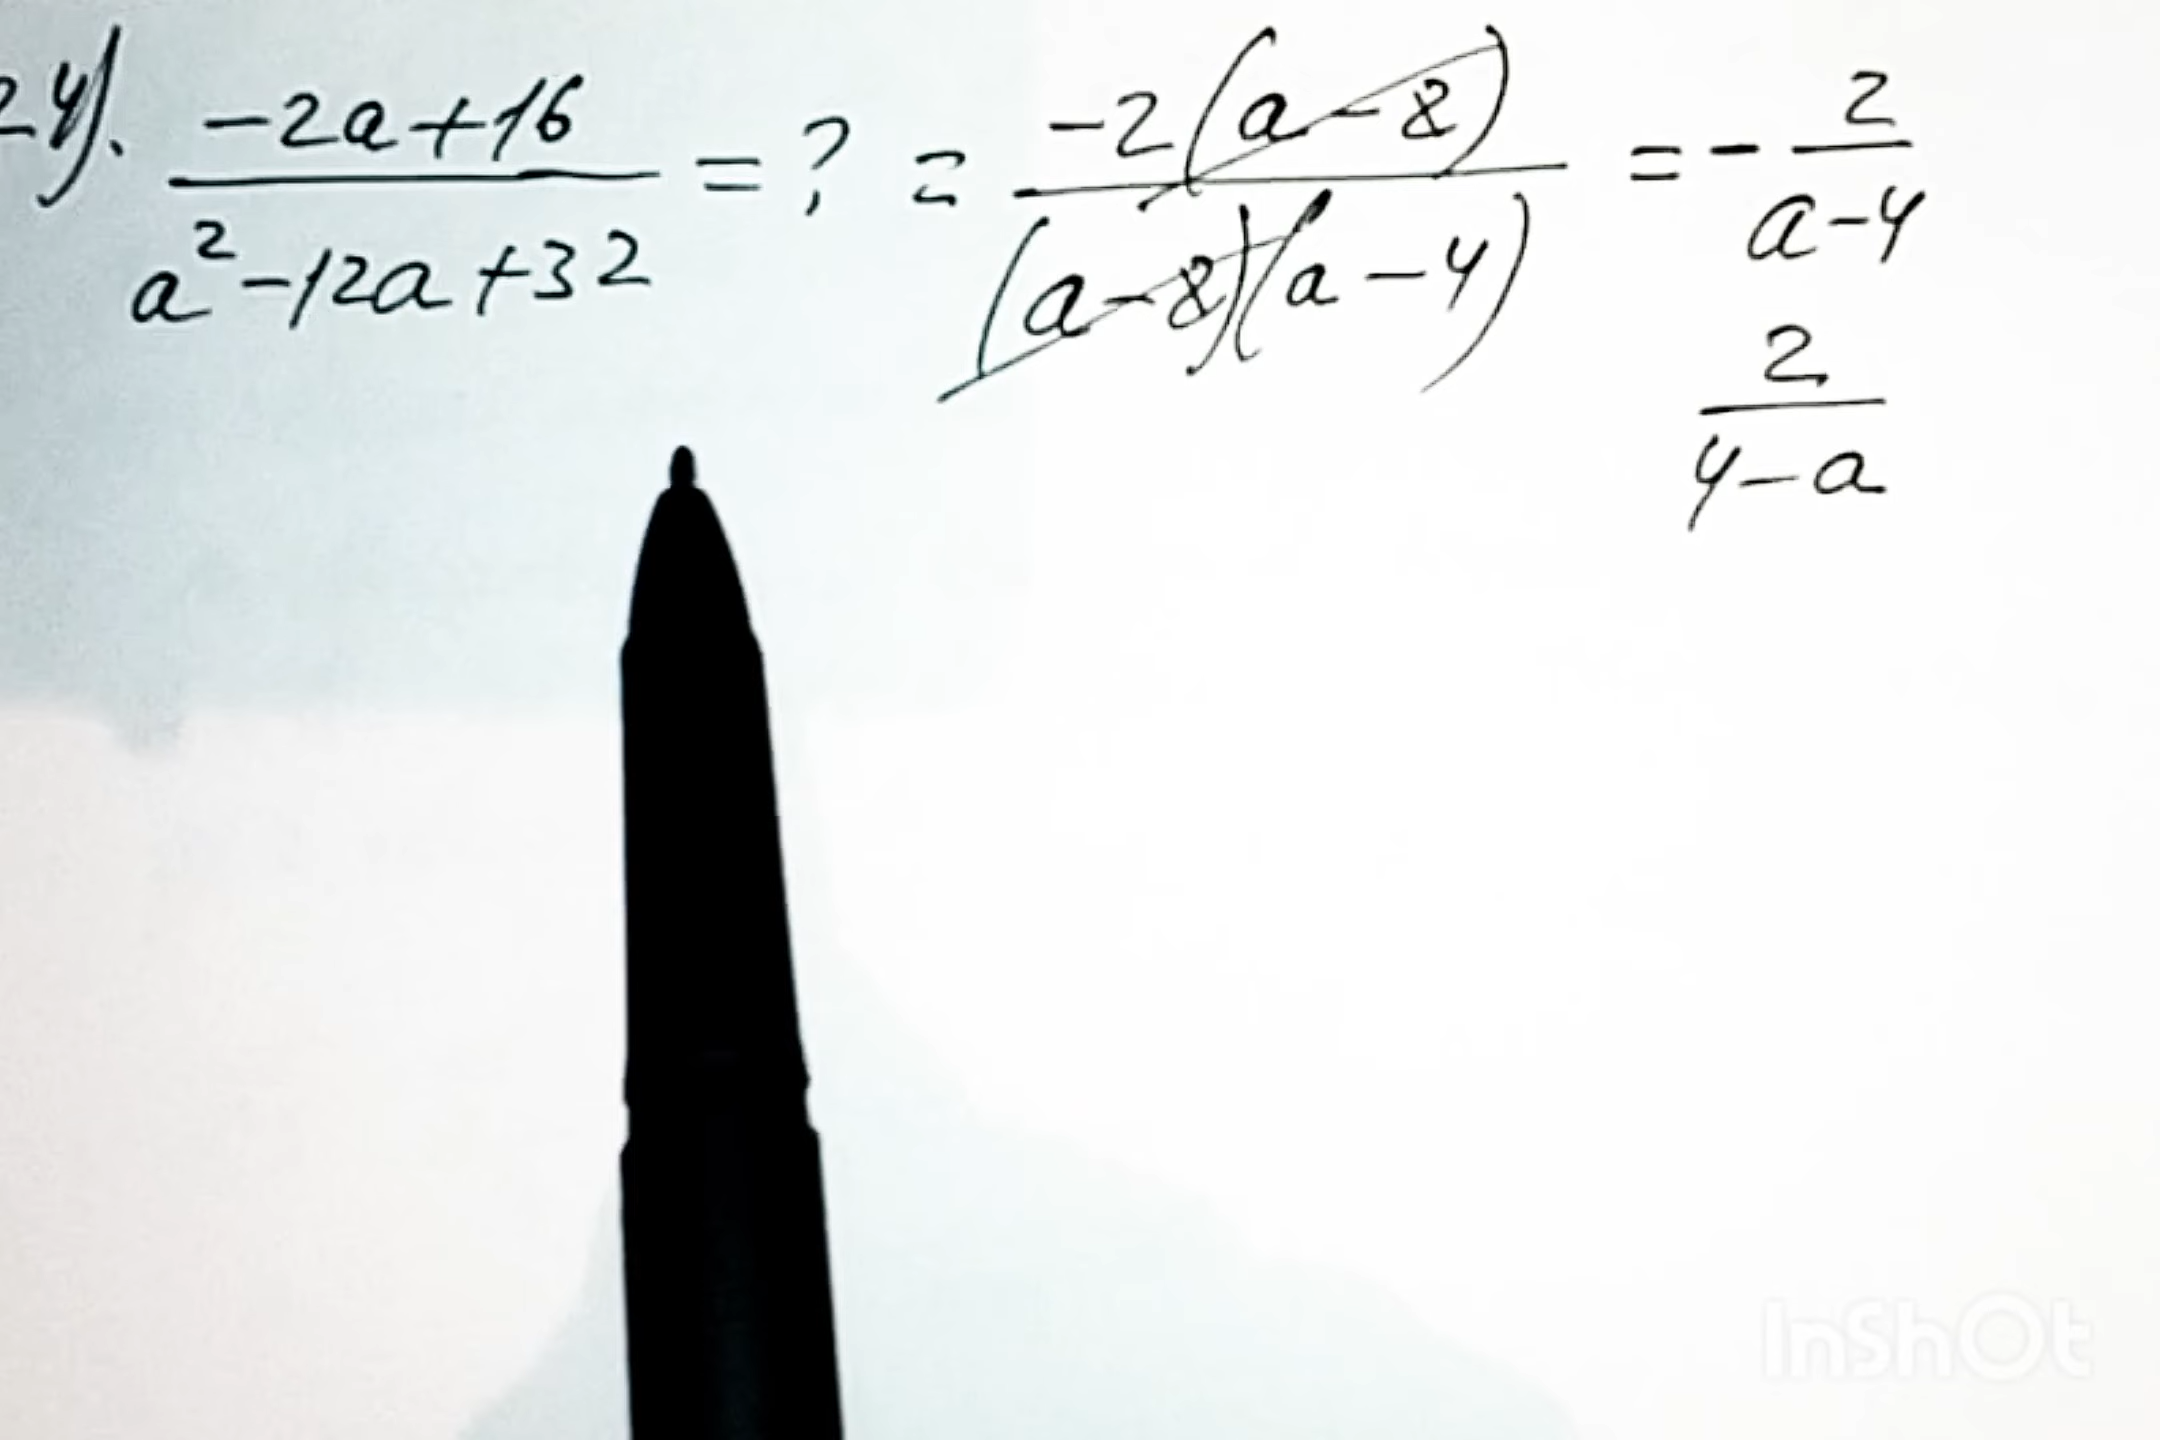 24). (-2a+16)/(a²-12a+32) = ? = (-2(a-8))/((a-8)(a-4)) = - 2/(a-4)
2/(4-a)
InShOt